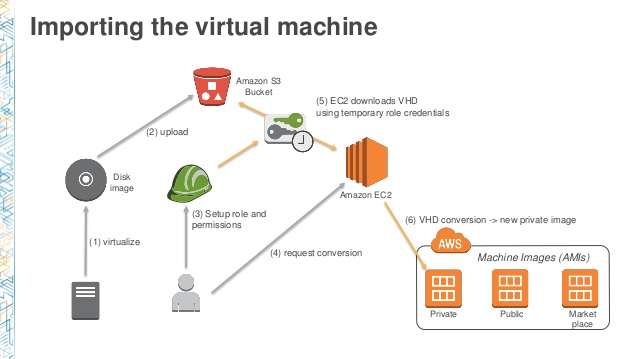 Importing the virtual machine
Amazon S3
Bucket
(5) EC2 downloads VHD
using temporary role credentials
(2) upload
Disk
image
Amazon EC2
(3) Setup role and
permissions
(6) VHD conversion -> new private image
(1) virtualize
(4) request conversion
AWS
Machine Images (AMIs)
Private
Public
Market
place